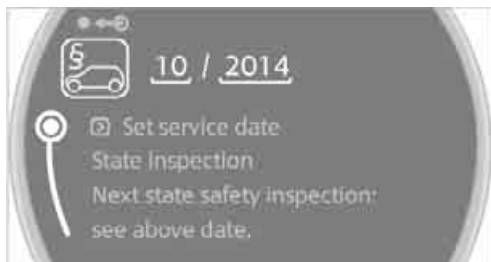 § 10 / 2014
Set service date
State Inspection
Next state safety inspection:
see above date.